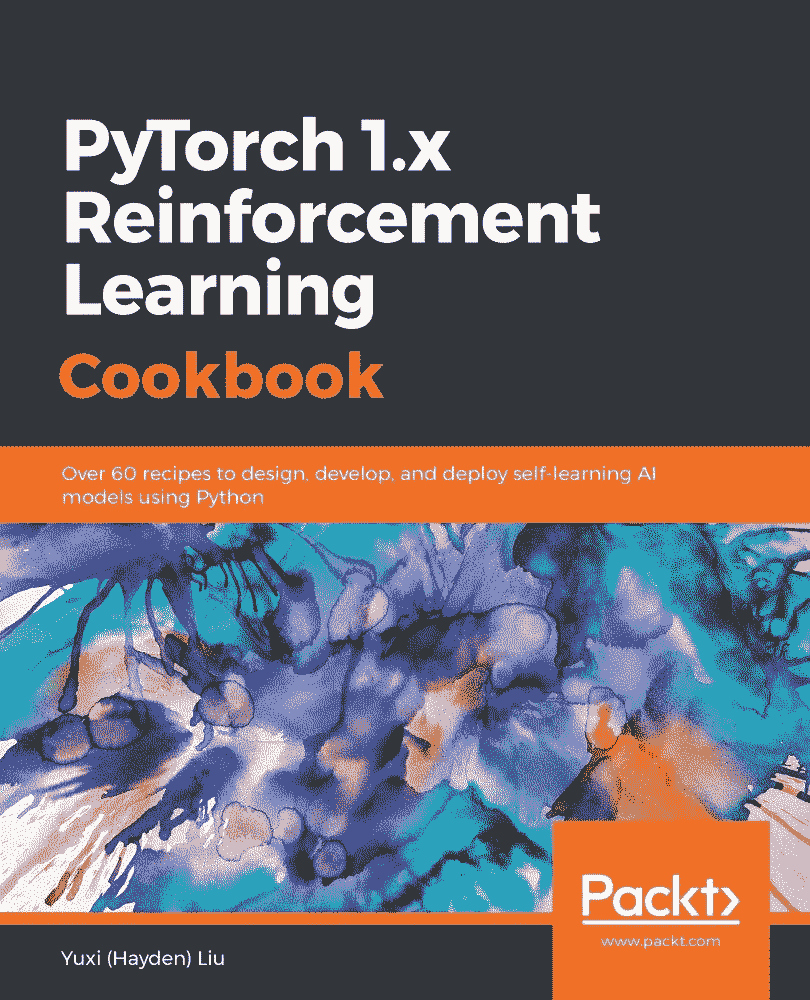 PyTorch 1.x
Reinforcement
Learning
Cookbook
Over 60 recipes to design, develop, and deploy self-learning AI
models using Python
Packt>
www.packt.com
Yuxi (Hayden) Liu